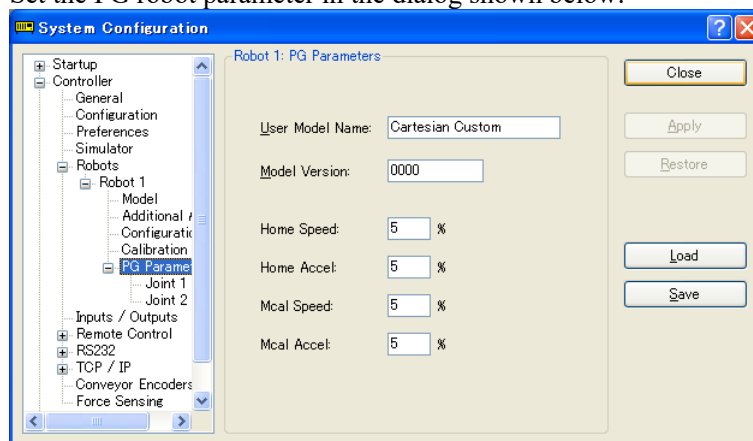 Set the PG robot parameter in the dialog shown below.
System Configuration
Startup
Controller
General
Configuration
Preferences
Simulator
Robots
Robot 1
Model
Additional
Configuratio
Calibration
PG Paramet
Joint 1
Joint 2
Inputs / Outputs
Remote Control
RS232
TCP / IP
Conveyor Encoders
Force Sensing
Robot 1: PG Parameters
User Model Name: Cartesian Custom
Model Version: 0000
Home Speed: 5 %
Home Accel: 5 %
Mcal Speed: 5 %
Mcal Accel: 5 %
Close
Apply
Restore
Load
Save